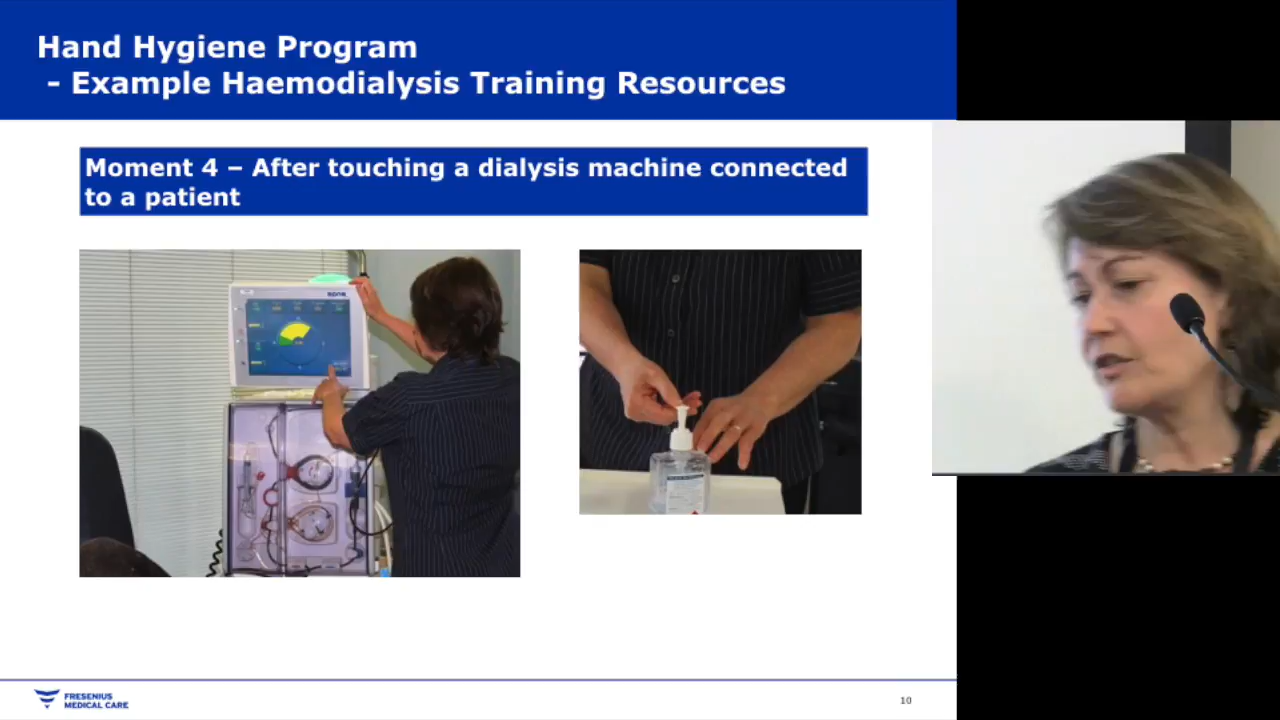 Hand Hygiene Program
- Example Haemodialysis Training Resources
Moment 4 – After touching a dialysis machine connected
to a patient
FRESENIUS
MEDICAL CARE
10